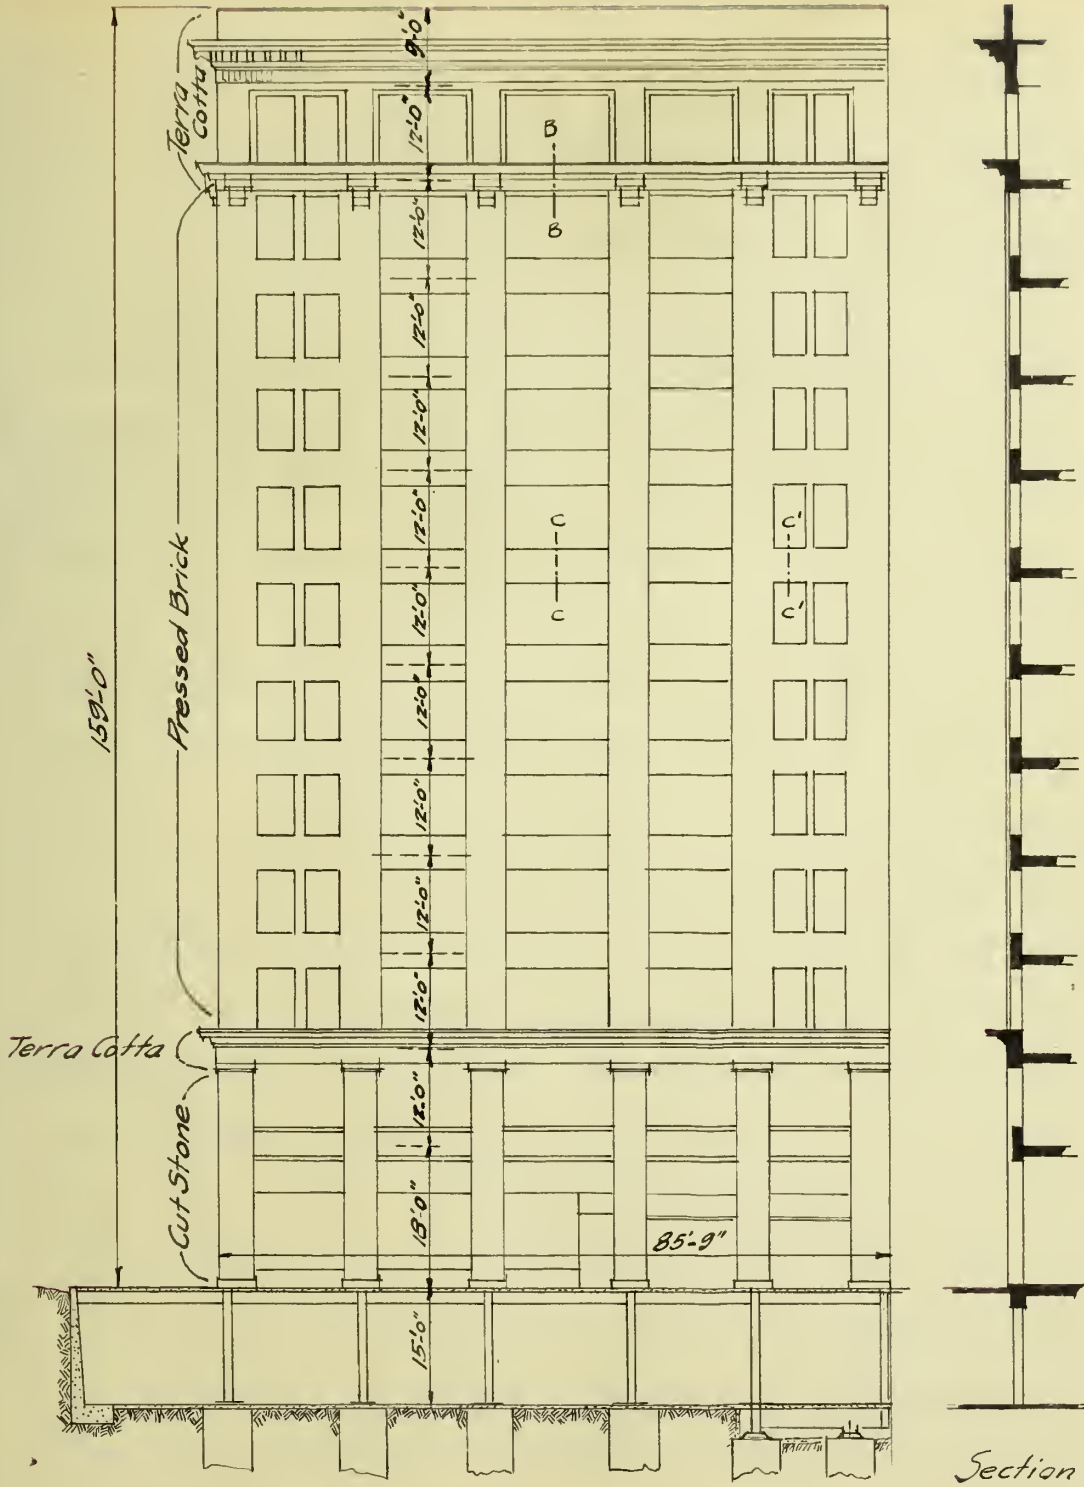 9'-0"
Terra
Cotta
12'-0"
B
B
12'-0"
12'-0"
12'-0"
12'-0"
C
C'
Pressed Brick
12'-0"
C
C'
159'-0"
12'-0"
12'-0"
12'-0"
12'-0"
Terra Cotta
12'-0"
Cut Stone
18'-0"
85'-9"
15'-0"
Section